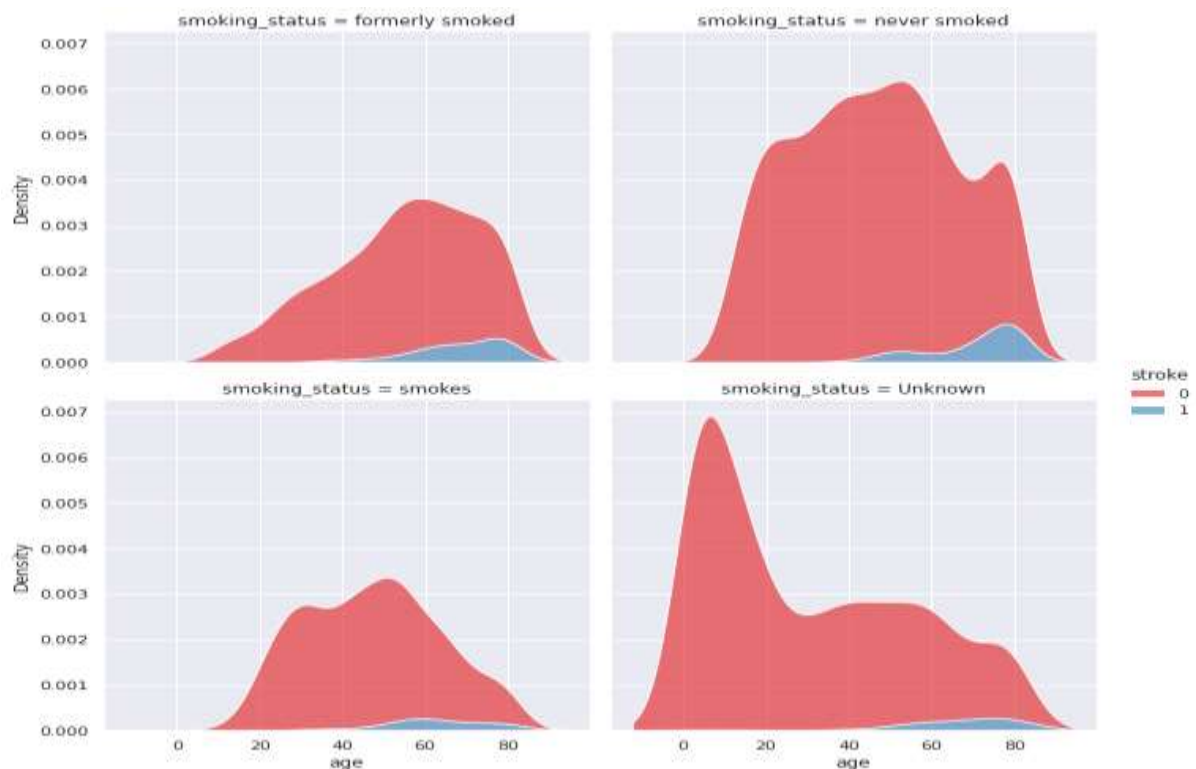 smoking_status = formerly smoked
smoking_status = never smoked
0.007
0.006
0.005
0.004
0.003
0.002
0.001
0.000
Density
smoking_status = smokes
smoking_status = Unknown
stroke
0
1
0.007
0.006
0.005
0.004
0.003
0.002
0.001
0.000
Density
0 20 40 60 80
age
0 20 40 60 80
age